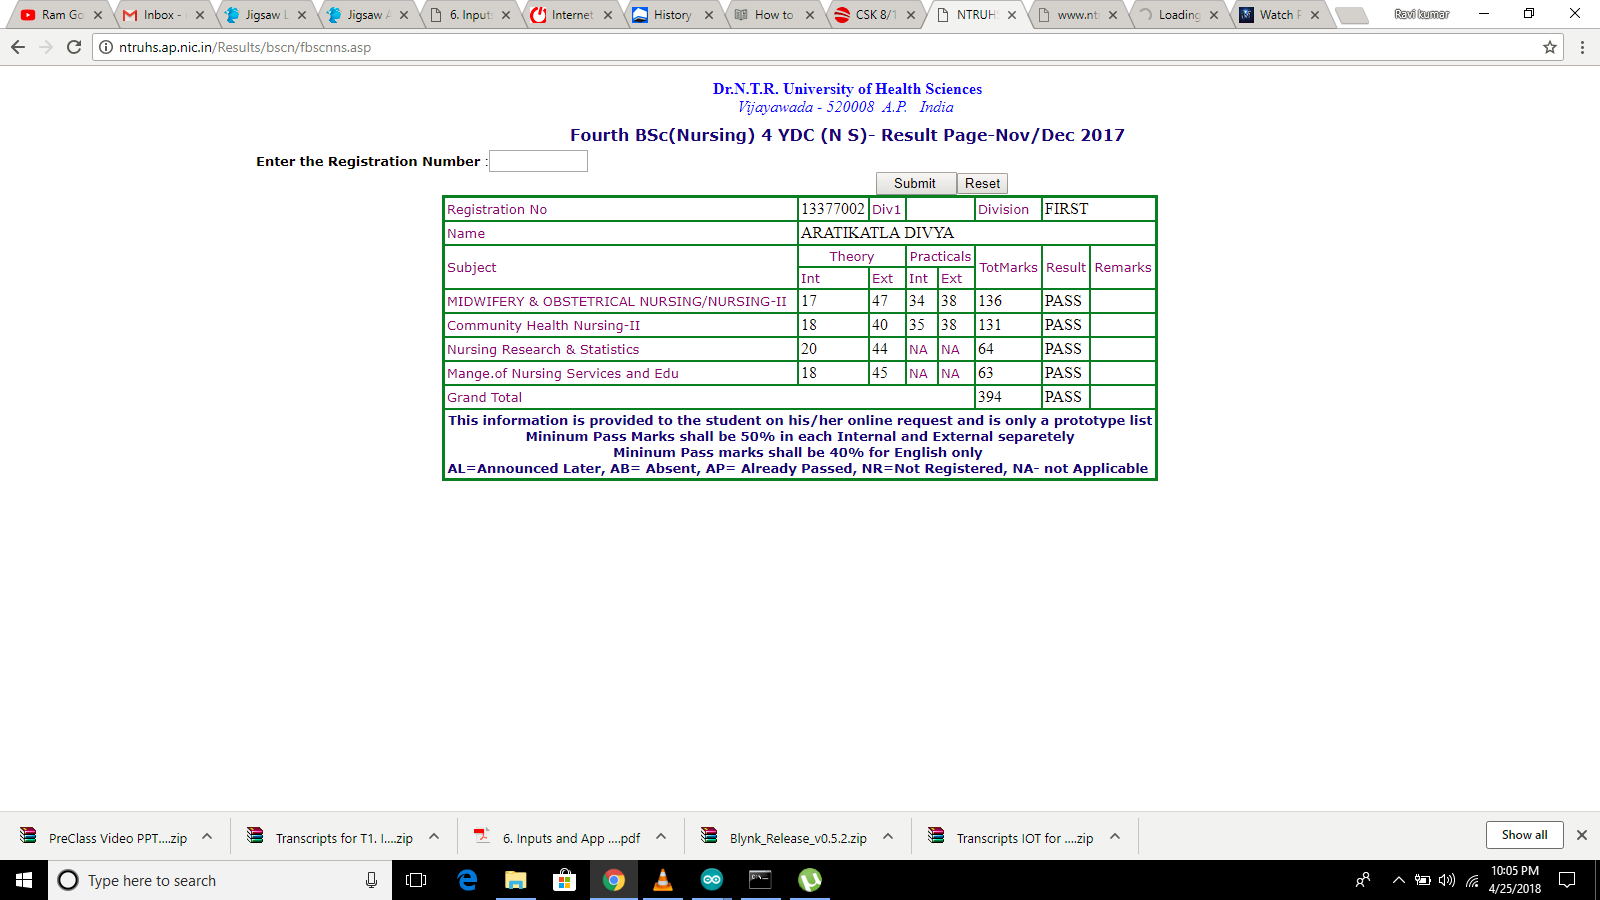 Ram Go
Inbox -
Jigsaw L
Jigsaw A
6. Input
Internet
History
How to
CSK 8/1
NTRUHS
www.nt
Loading
Watch F
Ravi kumar
ntruhs.ap.nic.in/Results/bscn/fbscnns.asp
Dr.N.T.R. University of Health Sciences
Vijayawada - 520008 A.P. India
Fourth BSc(Nursing) 4 YDC (N S)- Result Page-Nov/Dec 2017
Enter the Registration Number :
Submit Reset
Registration No 13377002 Div1 Division FIRST
Name ARATIKATLA DIVYA
Subject Theory Practicals TotMarks Result Remarks
Int Ext Int Ext
MIDWIFERY & OBSTETRICAL NURSING/NURSING-II 17 47 34 38 136 PASS
Community Health Nursing-II 18 40 35 38 131 PASS
Nursing Research & Statistics 20 44 NA NA 64 PASS
Mange.of Nursing Services and Edu 18 45 NA NA 63 PASS
Grand Total 394 PASS
This information is provided to the student on his/her online request and is only a prototype list
Mininum Pass Marks shall be 50% in each Internal and External separetely
Mininum Pass marks shall be 40% for English only
AL=Announced Later, AB= Absent, AP= Already Passed, NR=Not Registered, NA- not Applicable
PreClass Video PPT....zip
Transcripts for T1. I....zip
6. Inputs and App ....pdf
Blynk_Release_v0.5.2.zip
Transcripts IOT for ....zip
Show all
Type here to search
10:05 PM
4/25/2018